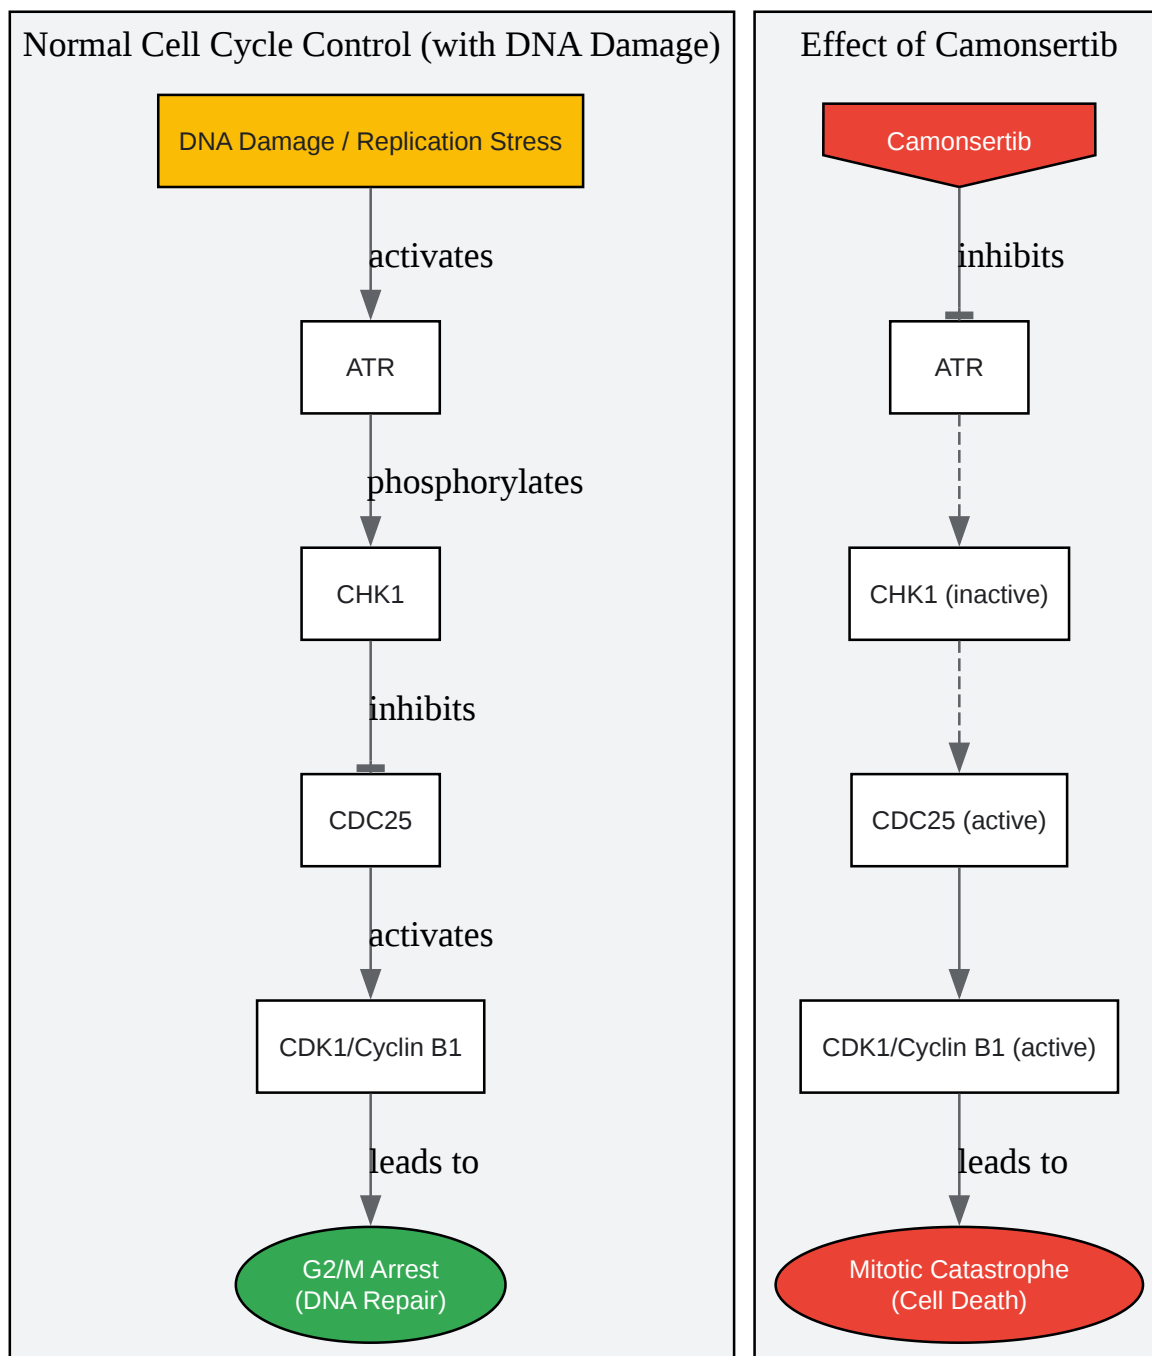 Normal Cell Cycle Control (with DNA Damage)
DNA Damage / Replication Stress
activates
ATR
phosphorylates
CHK1
inhibits
CDC25
activates
CDK1/Cyclin B1
leads to
G2/M Arrest
(DNA Repair)
Effect of Camonsertib
Camonsertib
inhibits
ATR
CHK1 (inactive)
CDC25 (active)
CDK1/Cyclin B1 (active)
leads to
Mitotic Catastrophe
(Cell Death)